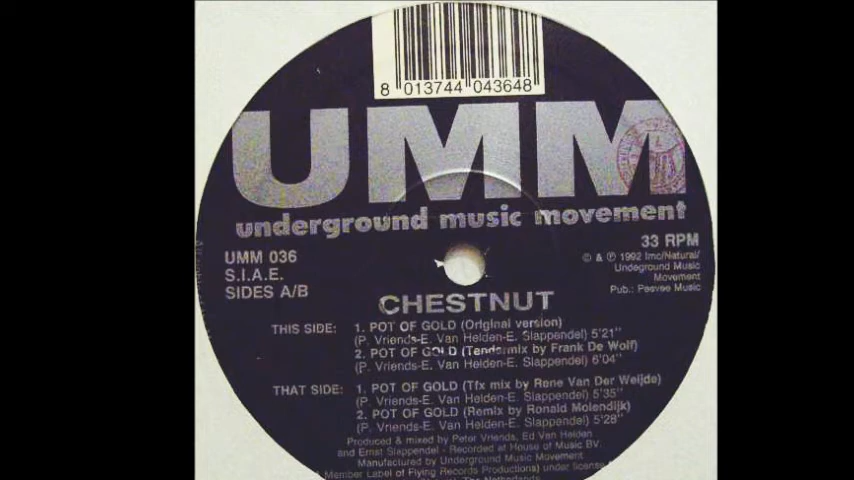 8 013744 043648
UMM
underground music movement
UMM 036
S.I.A.E.
SIDES A/B
33 RPM
© & ℗ 1992 Imc/Natural/
Undeground Music
Movement
Pub.: Peevee Music
CHESTNUT
THIS SIDE: 1. POT OF GOLD (Original version)
(P. Vriends-E. Van Helden-E. Slappendel) 5'21"
2. POT OF GOLD (Tendermix by Frank De Wolf)
(P. Vriends-E. Van Helden-E. Slappendel) 6'04"
THAT SIDE: 1. POT OF GOLD (Tfx mix by Rene Van Der Weijde)
(P. Vriends-E. Van Helden-E. Slappendel) 5'35"
2. POT OF GOLD (Remix by Ronald Molendijk)
(P. Vriends-E. Van Helden-E. Slappendel) 5'28"
Produced & mixed by Peter Vriends, Ed Van Helden
and Ernst Slappendel - Recorded at House of Music BV.
Manufactured by Underground Music Movement
A Member Label of Flying Records Productions) under license
The Netherlands